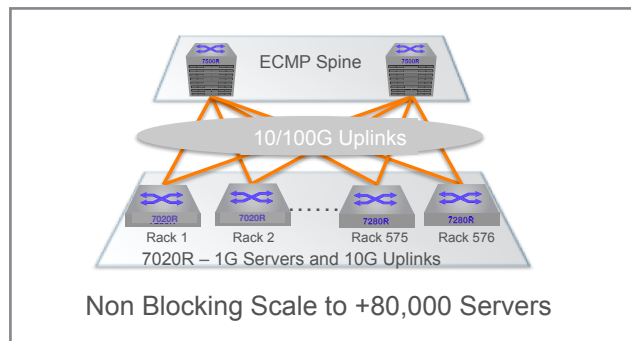 ECMP Spine
7500R 7500R
10/100G Uplinks
7020R 7020R ...... 7280R 7280R
Rack 1 Rack 2 Rack 575 Rack 576
7020R – 1G Servers and 10G Uplinks
Non Blocking Scale to +80,000 Servers